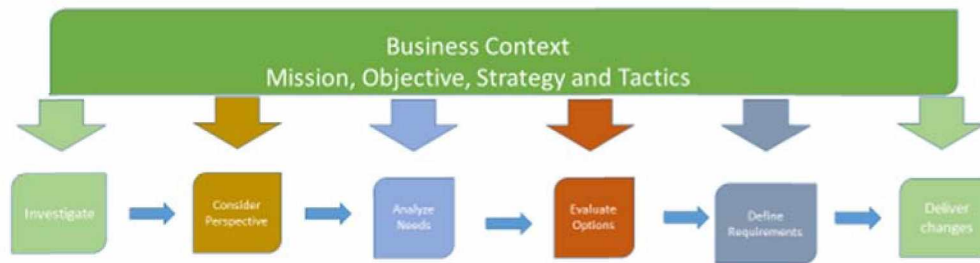 Business Context
Mission, Objective, Strategy and Tactics
Investigate
Consider
Perspective
Analyze
Needs
Evaluate
Options
Define
Requirements
Deliver
changes